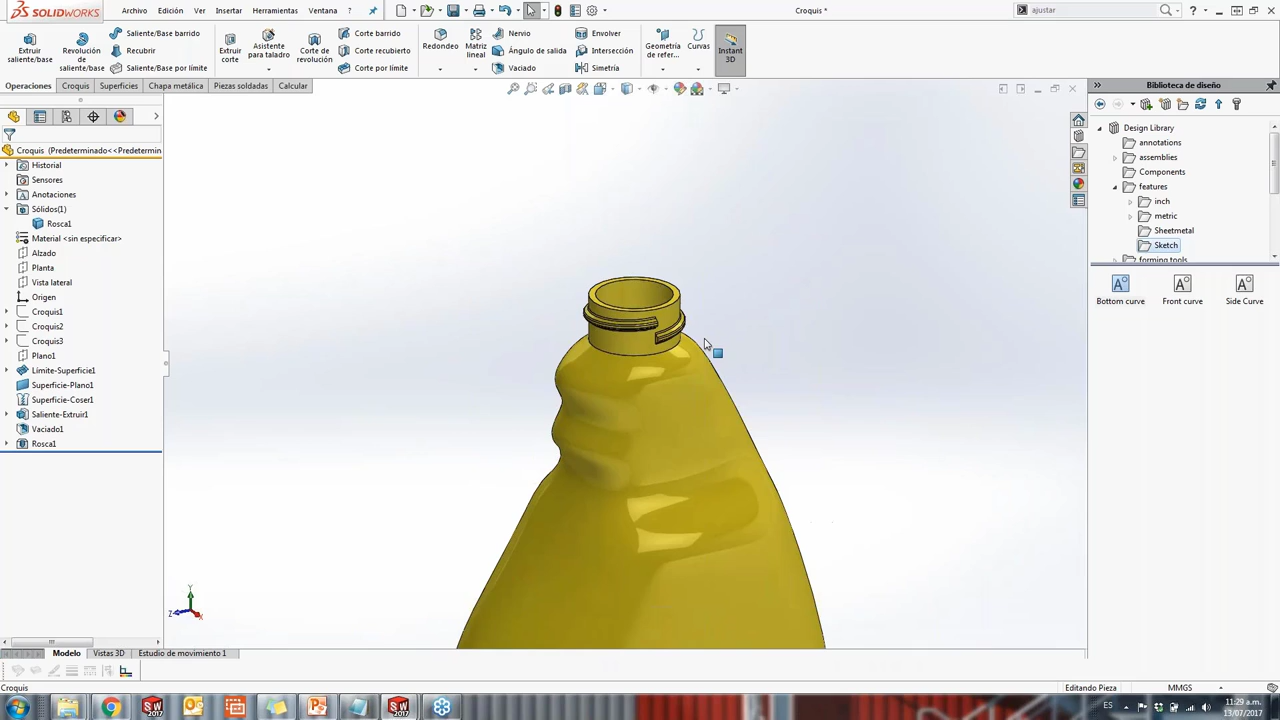 SOLIDWORKS
Archivo Edición Ver Insertar Herramientas Ventana
Croquis *
ajustar
Extruir saliente/base
Revolución de saliente/base
Saliente/Base barrido
Recubrir
Saliente/Base por límite
Extruir corte
Asistente para taladro
Corte de revolución
Corte barrido
Corte recubierto
Corte por límite
Redondeo
Matriz lineal
Nervio
Ángulo de salida
Vaciado
Envolver
Intersección
Simetría
Geometría de refer...
Curvas
Instant 3D
Operaciones Croquis Superficies Chapa metálica Piezas soldadas Calcular
Croquis (Predeterminado<<Predetermin
Historial
Sensores
Anotaciones
Sólidos(1)
Rosca1
Material <sin especificar>
Alzado
Planta
Vista lateral
Origen
Croquis1
Croquis2
Croquis3
Plano1
Límite-Superficie1
Superficie-Plano1
Superficie-Coser1
Saliente-Extruir1
Vaciado1
Rosca1
Y
Z
X
Biblioteca de diseño
Design Library
annotations
assemblies
Components
features
inch
metric
Sheetmetal
Sketch
forming tools
Bottom curve
Front curve
Side Curve
Modelo Vistas 3D Estudio de movimiento 1
Croquis
Editando Pieza
MMGS
ES
11:29 a.m.
13/07/2017